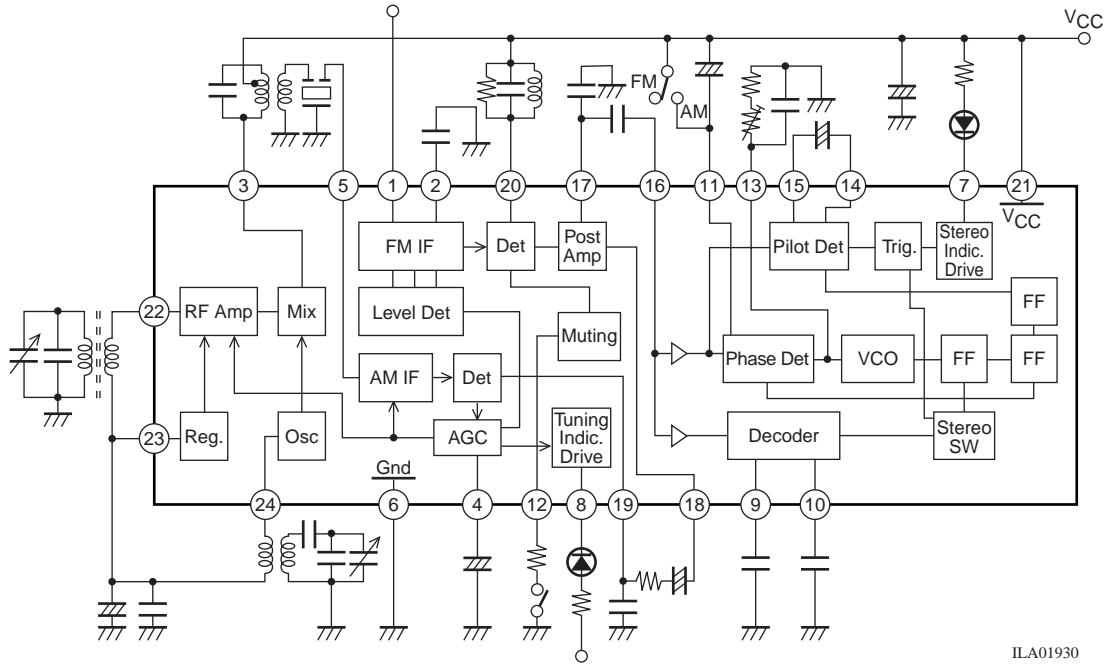 VCC
FM
AM
3
5
1
2
20
17
16
11
13
15
14
7
21
VCC
FM IF
Det
Post
Amp
Pilot Det
Trig.
Stereo
Indic.
Drive
22
RF Amp
Mix
Level Det
Muting
FF
Phase Det
VCO
FF
FF
AM IF
Det
23
Reg.
Osc
AGC
Tuning
Indic.
Drive
Decoder
Stereo
SW
Gnd
24
6
4
12
8
19
18
9
10
ILA01930